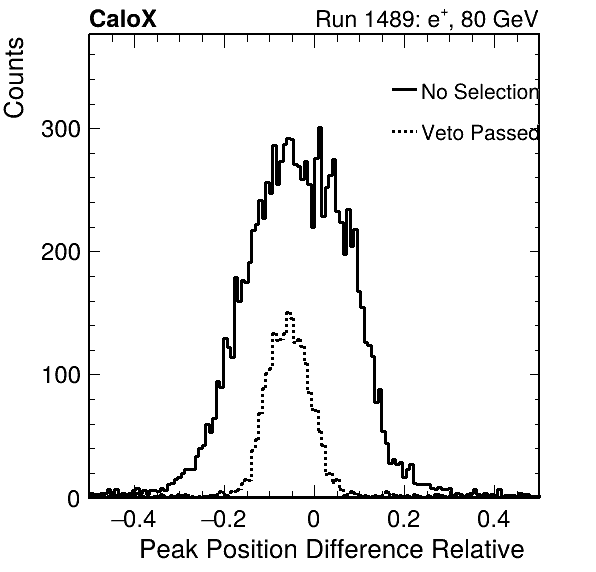 CaloX Run 1489: e⁺, 80 GeV
Counts
No Selection
Veto Passed
300
200
100
0
−0.4 −0.2 0 0.2 0.4
Peak Position Difference Relative